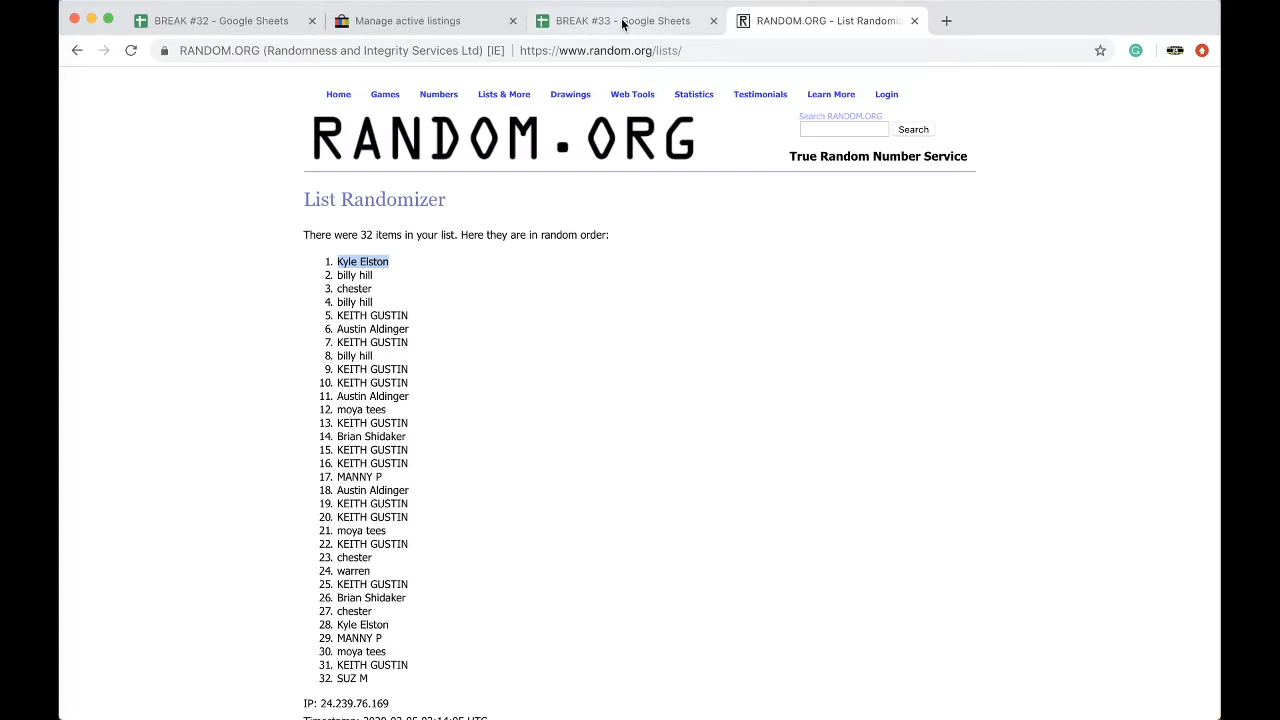 BREAK #32 - Google Sheets
Manage active listings
BREAK #33 - Google Sheets
RANDOM.ORG - List Randomiz
RANDOM.ORG (Randomness and Integrity Services Ltd) [IE] | https://www.random.org/lists/
Home Games Numbers Lists & More Drawings Web Tools Statistics Testimonials Learn More Login
RANDOM.ORG
Search RANDOM.ORG
Search
True Random Number Service
List Randomizer
There were 32 items in your list. Here they are in random order:
1. Kyle Elston
2. billy hill
3. chester
4. billy hill
5. KEITH GUSTIN
6. Austin Aldinger
7. KEITH GUSTIN
8. billy hill
9. KEITH GUSTIN
10. KEITH GUSTIN
11. Austin Aldinger
12. moya tees
13. KEITH GUSTIN
14. Brian Shidaker
15. KEITH GUSTIN
16. KEITH GUSTIN
17. MANNY P
18. Austin Aldinger
19. KEITH GUSTIN
20. KEITH GUSTIN
21. moya tees
22. KEITH GUSTIN
23. chester
24. warren
25. KEITH GUSTIN
26. Brian Shidaker
27. chester
28. Kyle Elston
29. MANNY P
30. moya tees
31. KEITH GUSTIN
32. SUZ M
IP: 24.239.76.169